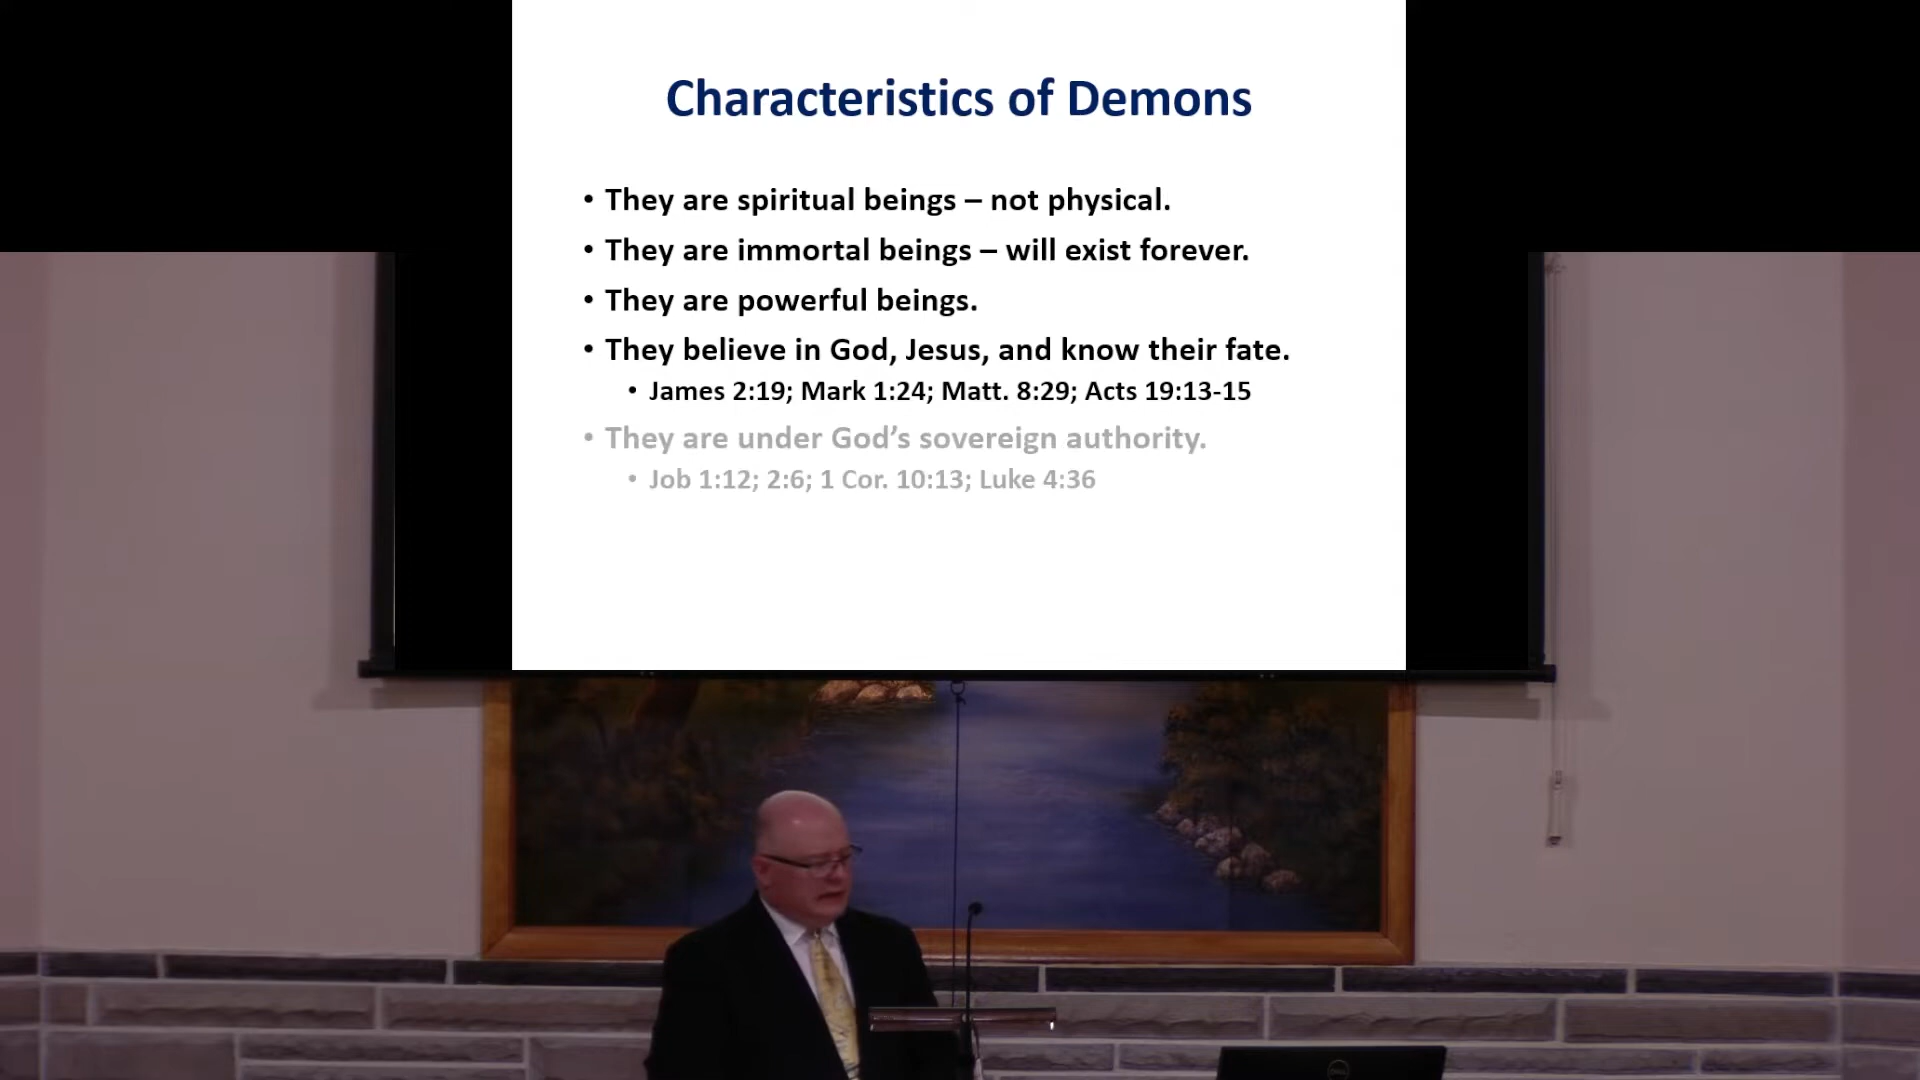 Characteristics of Demons
• They are spiritual beings – not physical.
• They are immortal beings – will exist forever.
• They are powerful beings.
• They believe in God, Jesus, and know their fate.
• James 2:19; Mark 1:24; Matt. 8:29; Acts 19:13-15
• They are under God’s sovereign authority.
• Job 1:12; 2:6; 1 Cor. 10:13; Luke 4:36
DELL